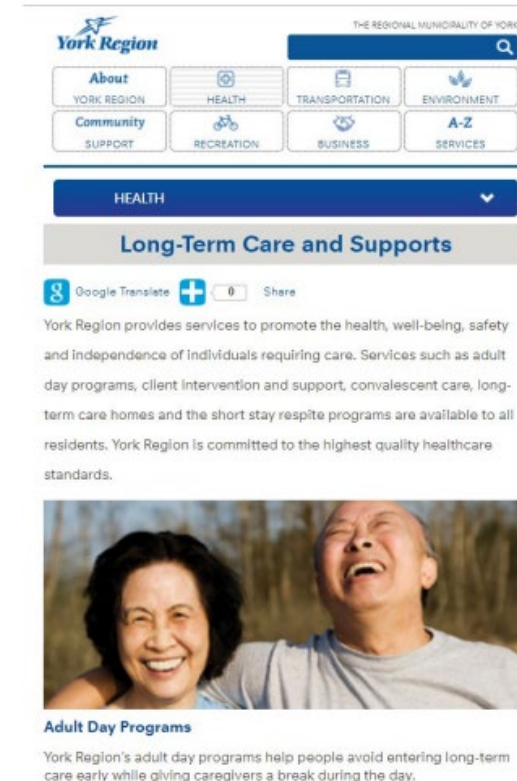 THE REGIONAL MUNICIPALITY OF YORK
York Region
About
YORK REGION
HEALTH
TRANSPORTATION
ENVIRONMENT
Community
SUPPORT
RECREATION
BUSINESS
A-Z
SERVICES
HEALTH
Long-Term Care and Supports
8 Google Translate 0 Share
York Region provides services to promote the health, well-being, safety
and independence of individuals requiring care. Services such as adult
day programs, client intervention and support, convalescent care, long-
term care homes and the short stay respite programs are available to all
residents. York Region is committed to the highest quality healthcare
standards.
Adult Day Programs
York Region's adult day programs help people avoid entering long-term
care early while giving caregivers a break during the day.